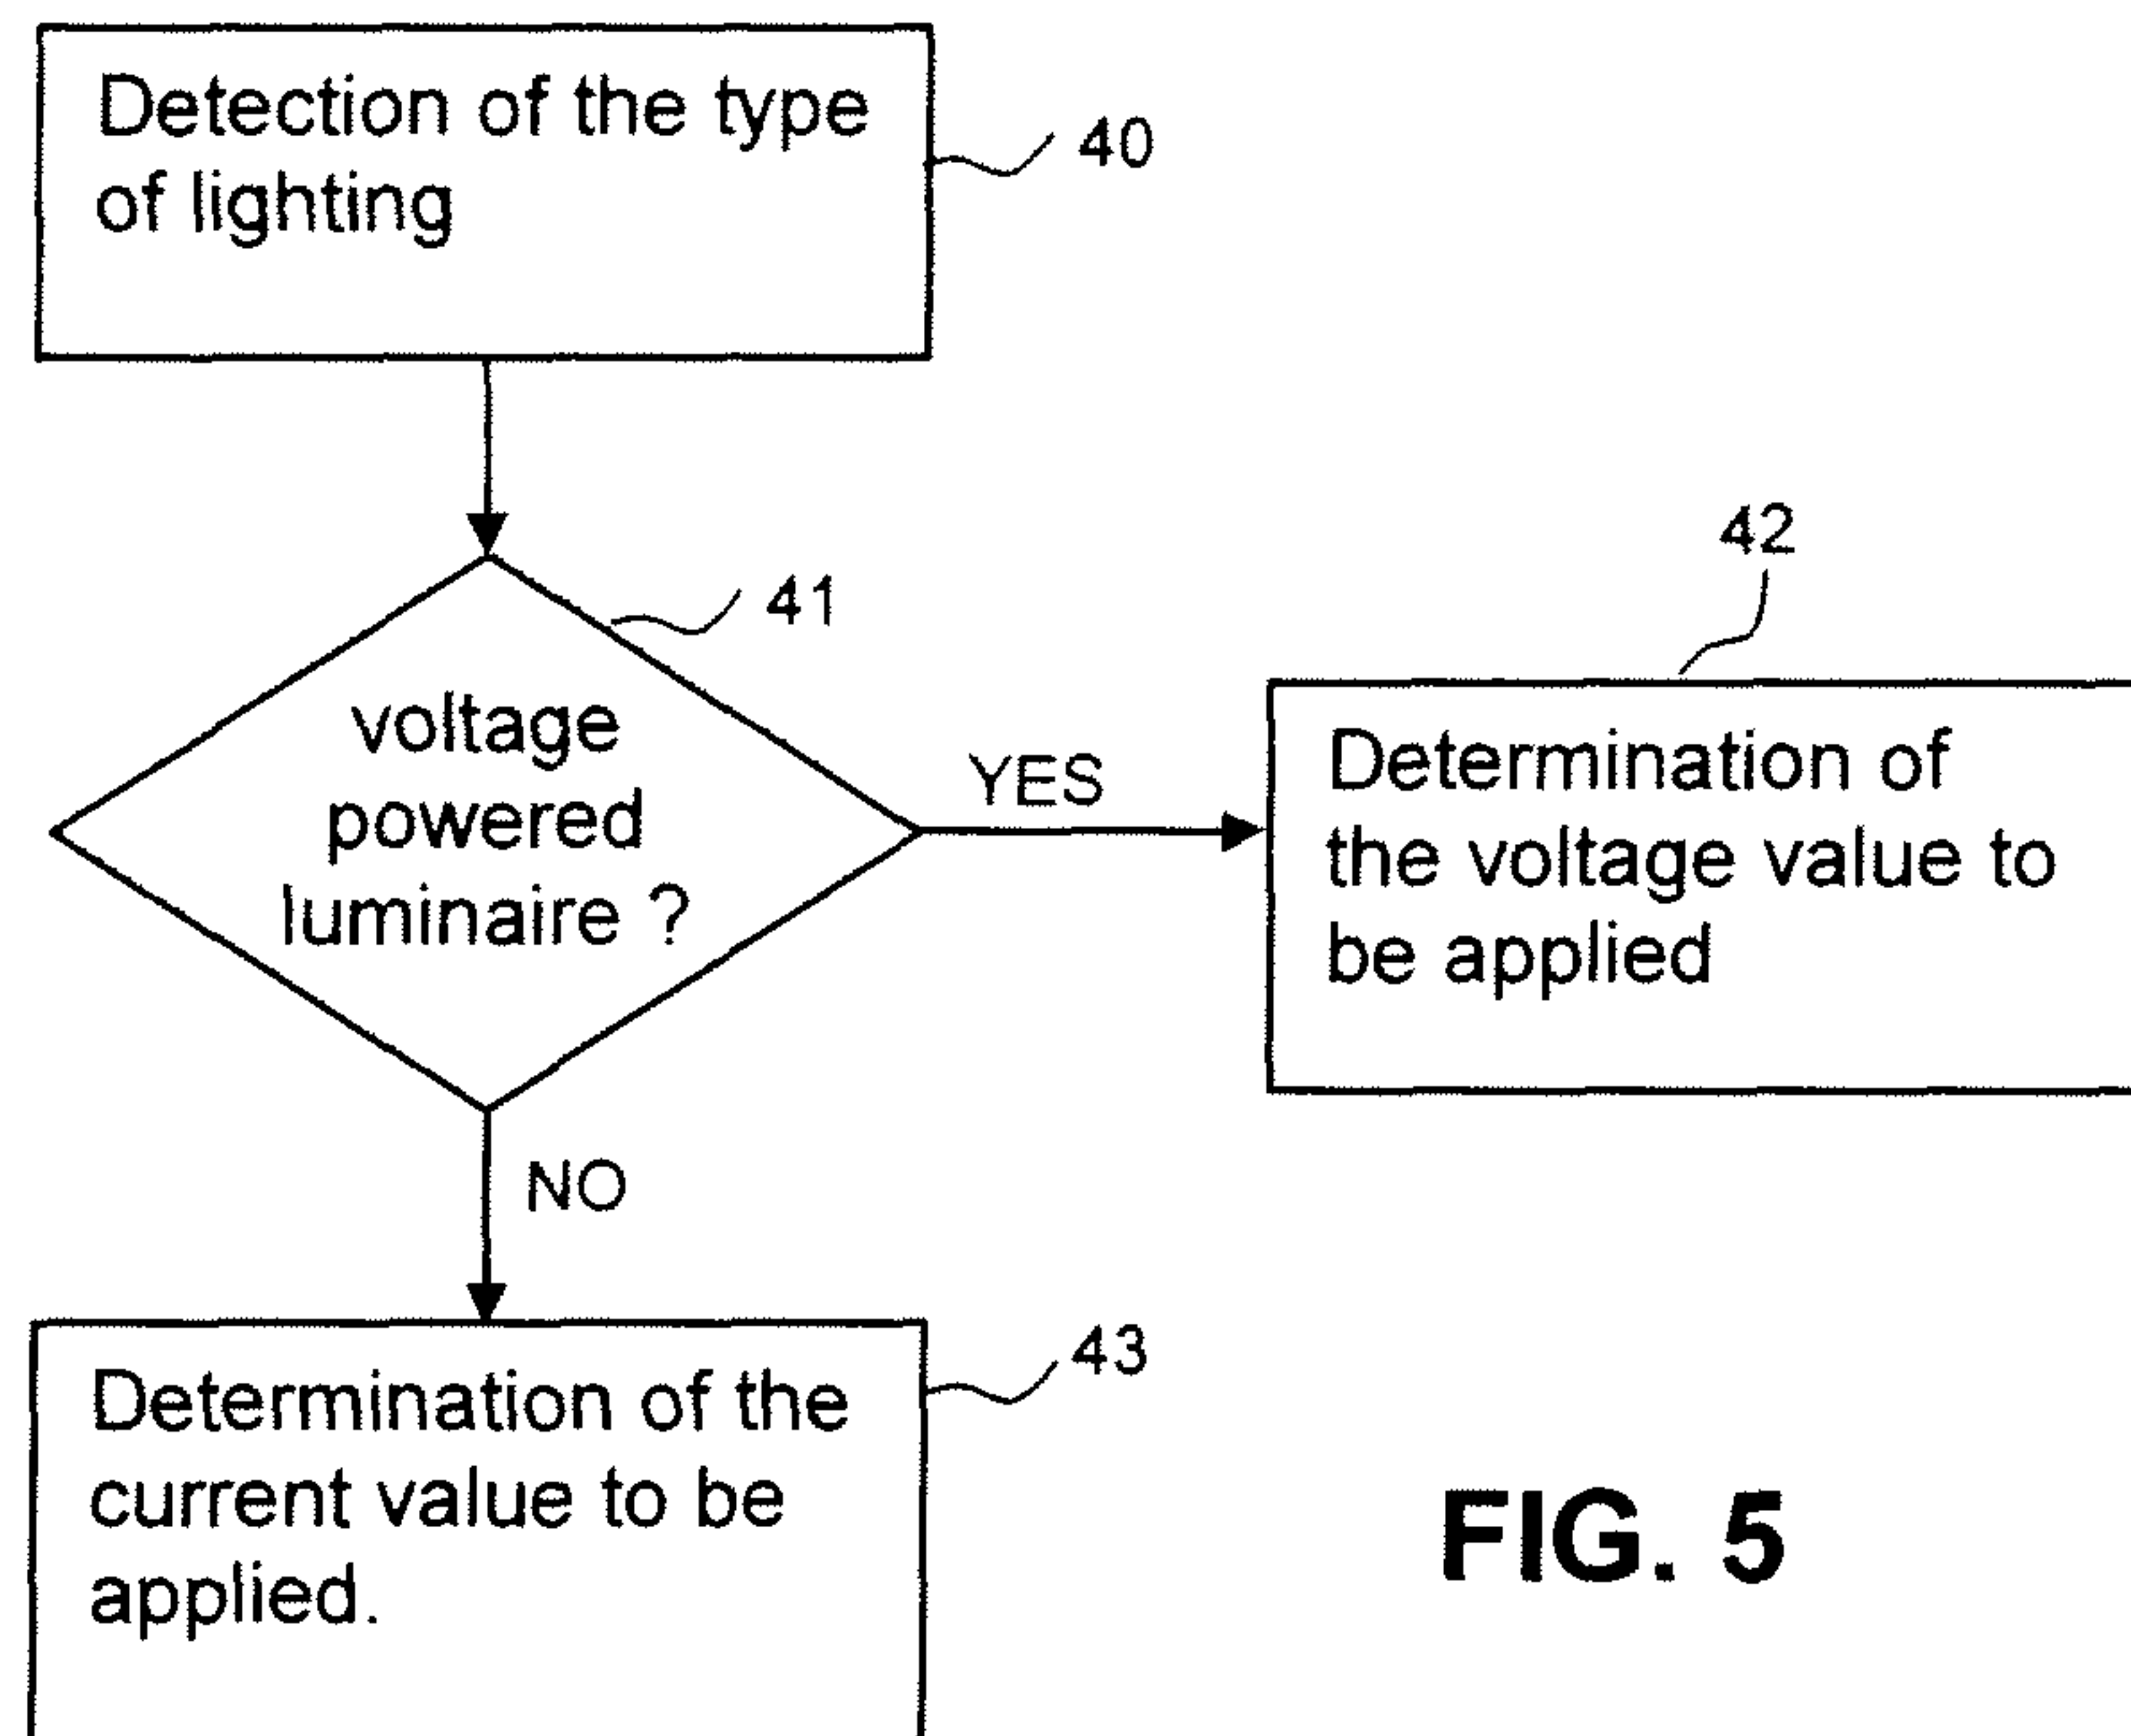 Detection of the type
of lighting
40
41
voltage
powered
luminaire ?
YES
42
Determination of
the voltage value to
be applied
NO
43
Determination of the
current value to be
applied.
FIG. 5